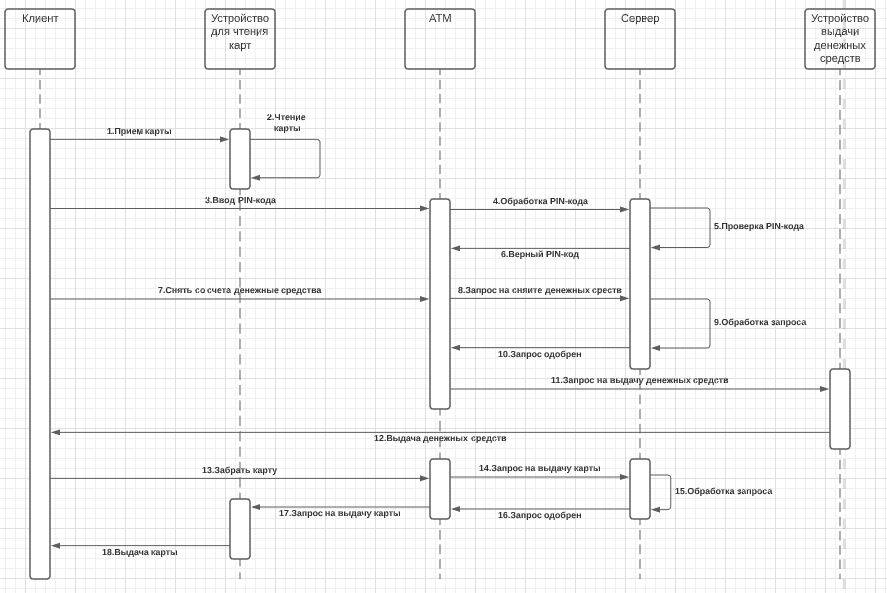 Клиент
Устройство
для чтения
карт
ATM
Сервер
Устройство
выдачи
денежных
средств
1.Прием карты
2.Чтение
карты
3.Ввод PIN-кода
4.Обработка PIN-кода
5.Проверка PIN-кода
6.Верный PIN-код
7.Снять со счета денежные средства
8.Запрос на сняите денежных срества
9.Обработка запроса
10.Запрос одобрен
11.Запрос на выдачу денежных средств
12.Выдача денежных средств
13.Забрать карту
14.Запрос на выдачу карты
15.Обработка запроса
16.Запрос одобрен
17.Запрос на выдачу карты
18.Выдача карты